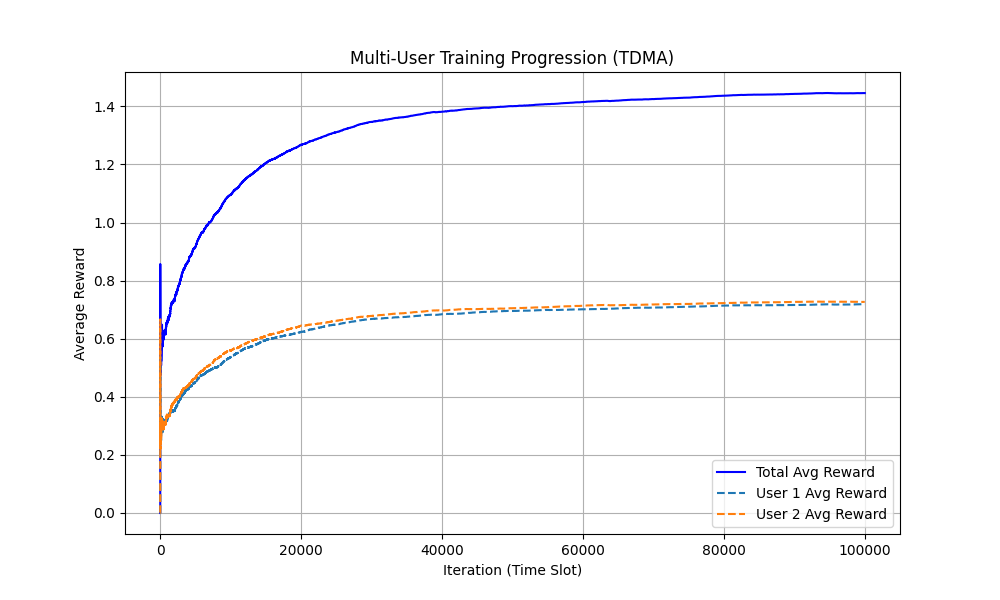 Multi-User Training Progression (TDMA)
1.4
1.2
1.0
0.8
0.6
0.4
0.2
0.0
Average Reward
Total Avg Reward
User 1 Avg Reward
User 2 Avg Reward
0 20000 40000 60000 80000 100000
Iteration (Time Slot)